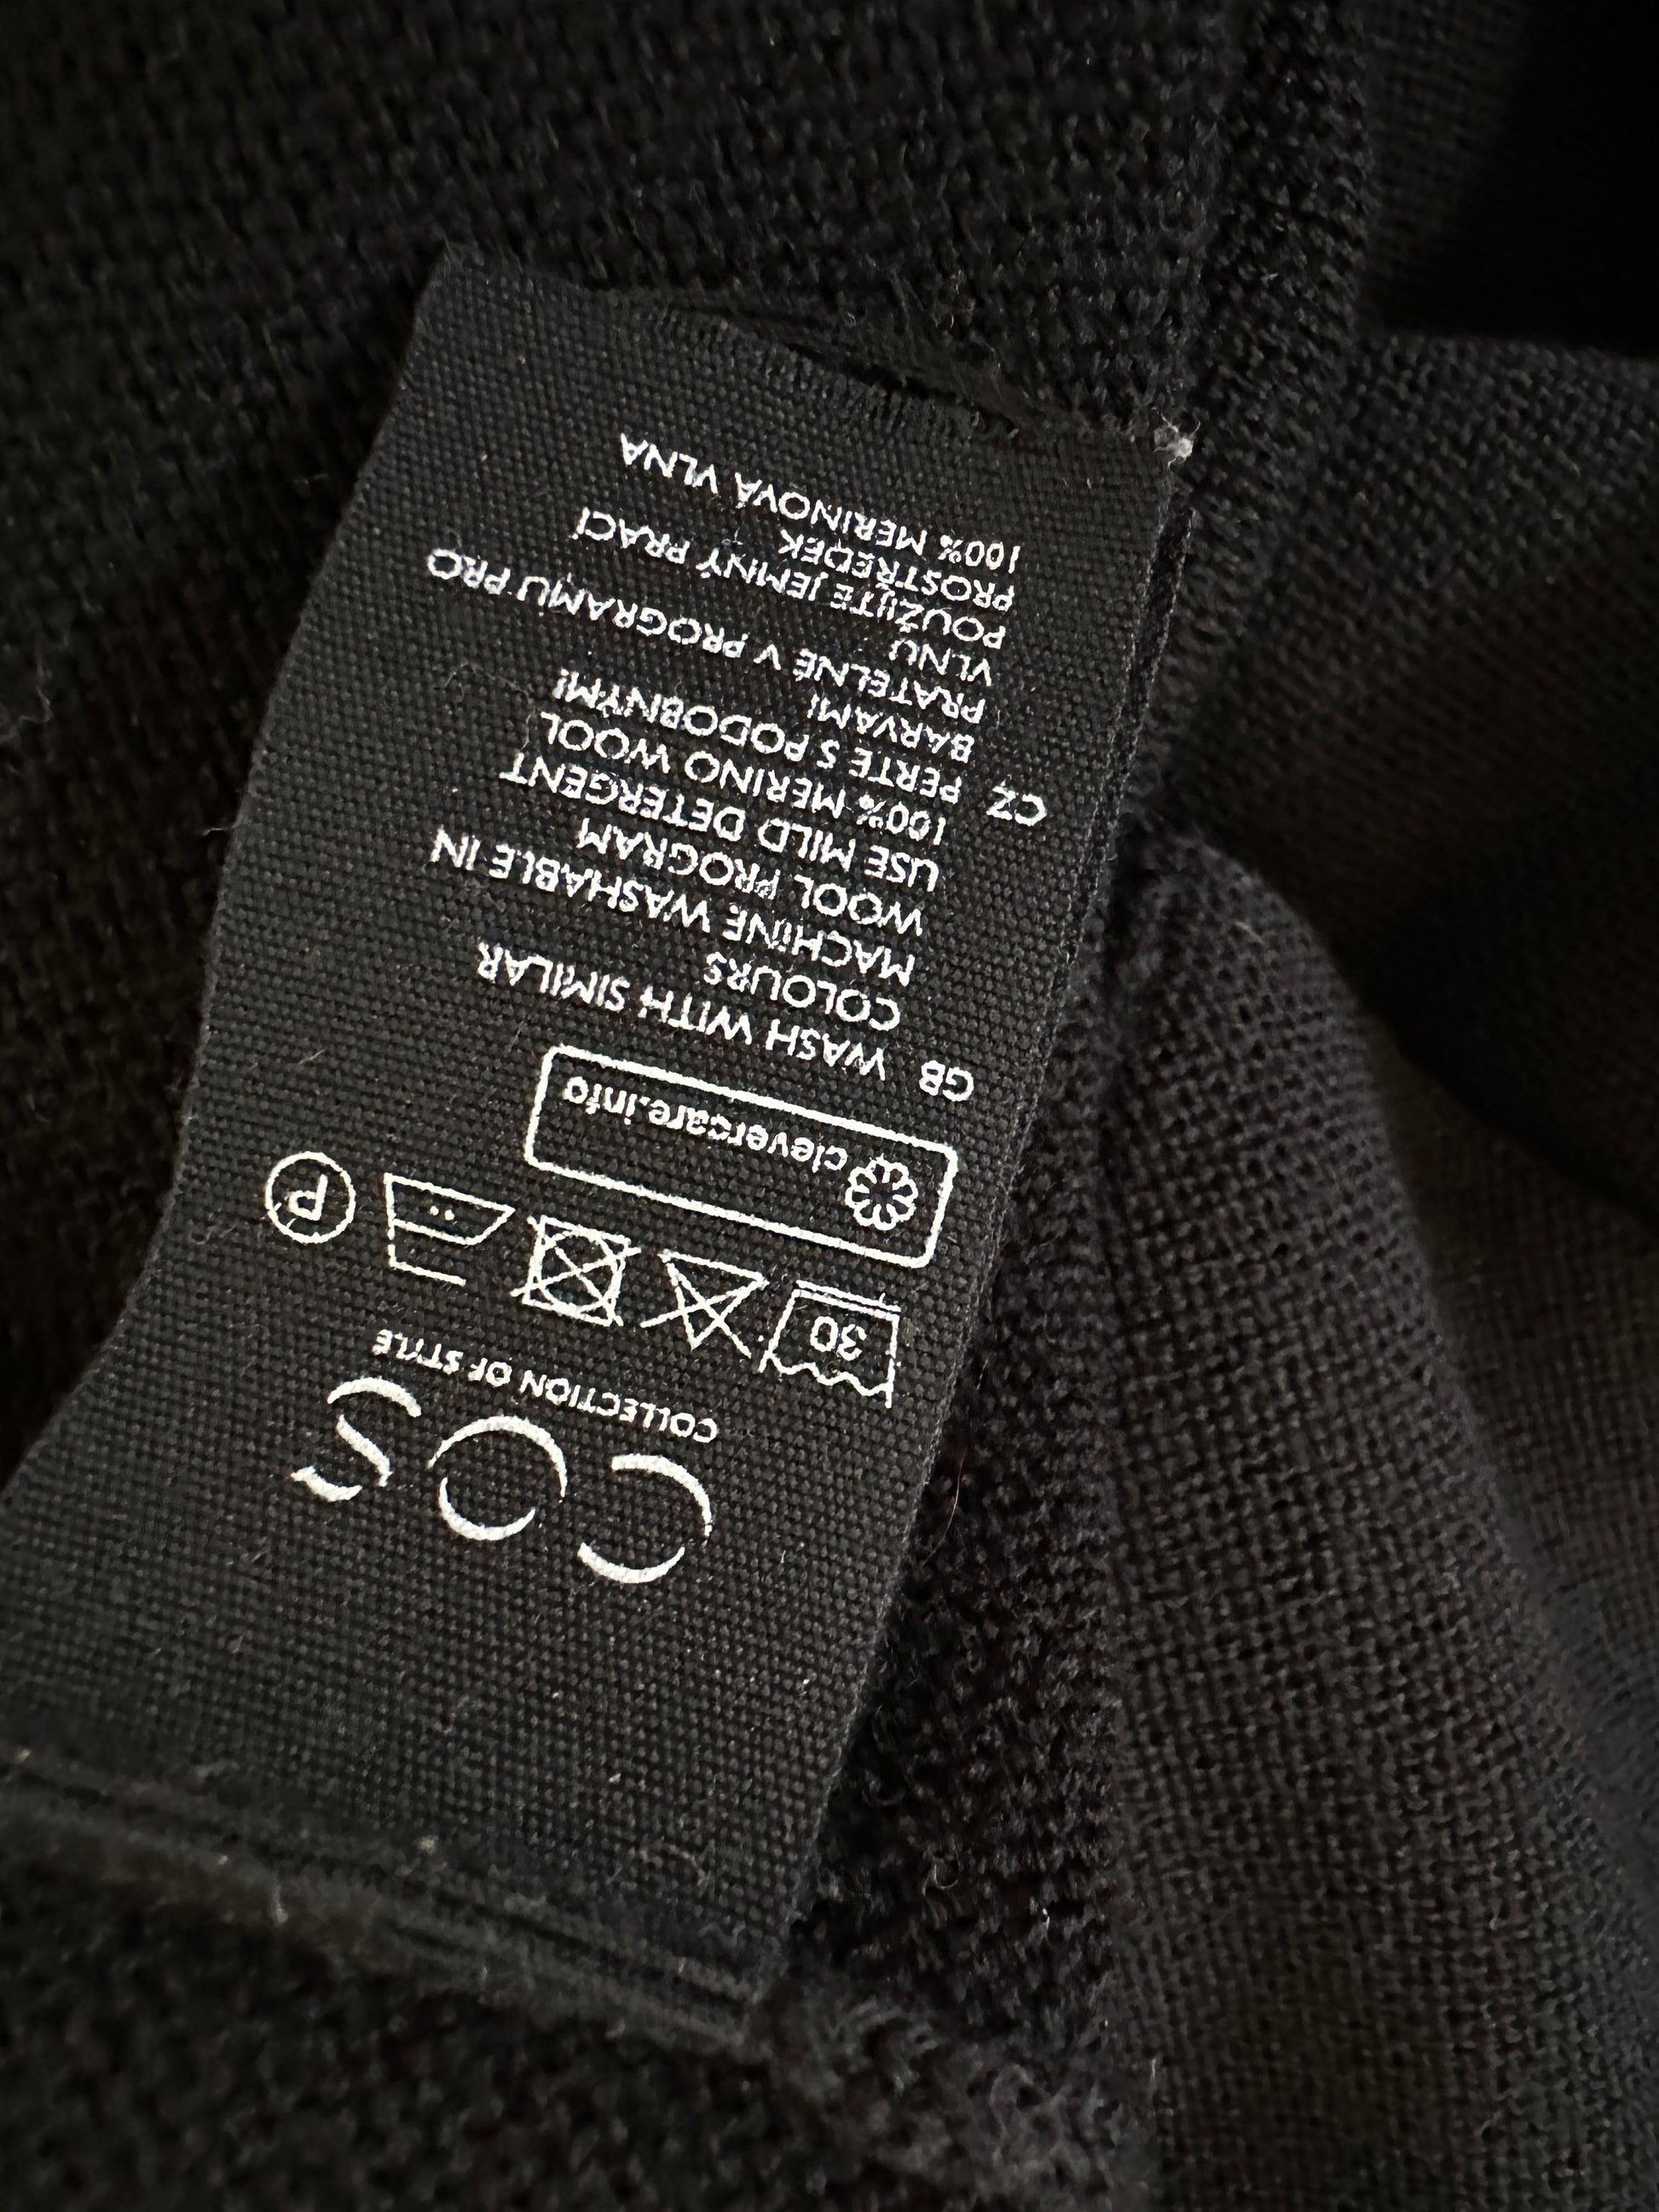 COS
COLLECTION OF STYLE
30
P
clevercare.info
GB WASH WITH SIMILAR
COLOURS
MACHINE WASHABLE IN
WOOL PROGRAM
USE MILD DETERGENT
100% MERINO WOOL
CZ PERTE S PODOBNÝMI
BARVAMI
PRATELNÉ V PROGRAMU PRO
VLNU
POUŽIJTE JEMNÝ PRACÍ
PROSTŘEDEK
100% MERINOVÁ VLNA